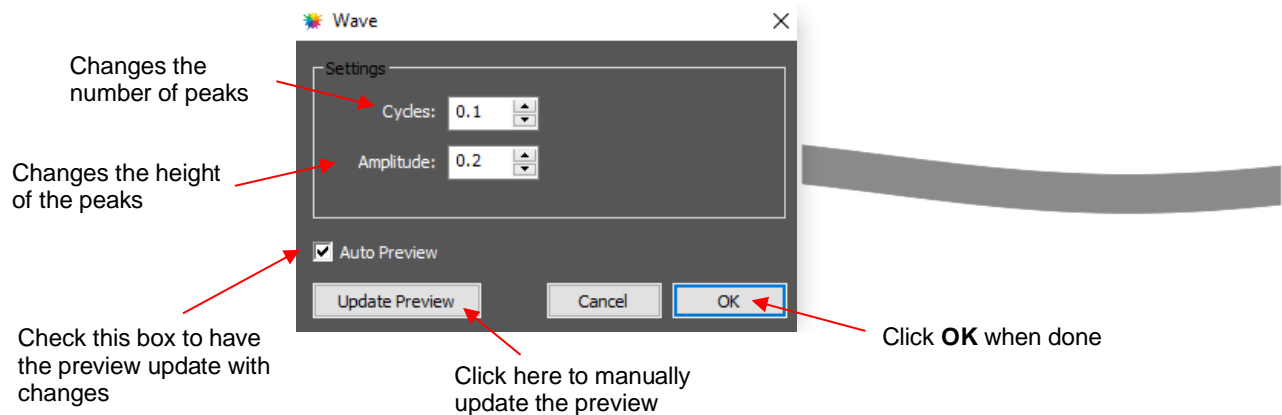 Wave
Changes the
number of peaks
Settings
Cycles: 0.1
Changes the height
of the peaks
Amplitude: 0.2
Auto Preview
Update Preview Cancel OK
Check this box to have
the preview update with
changes
Click here to manually
update the preview
Click OK when done